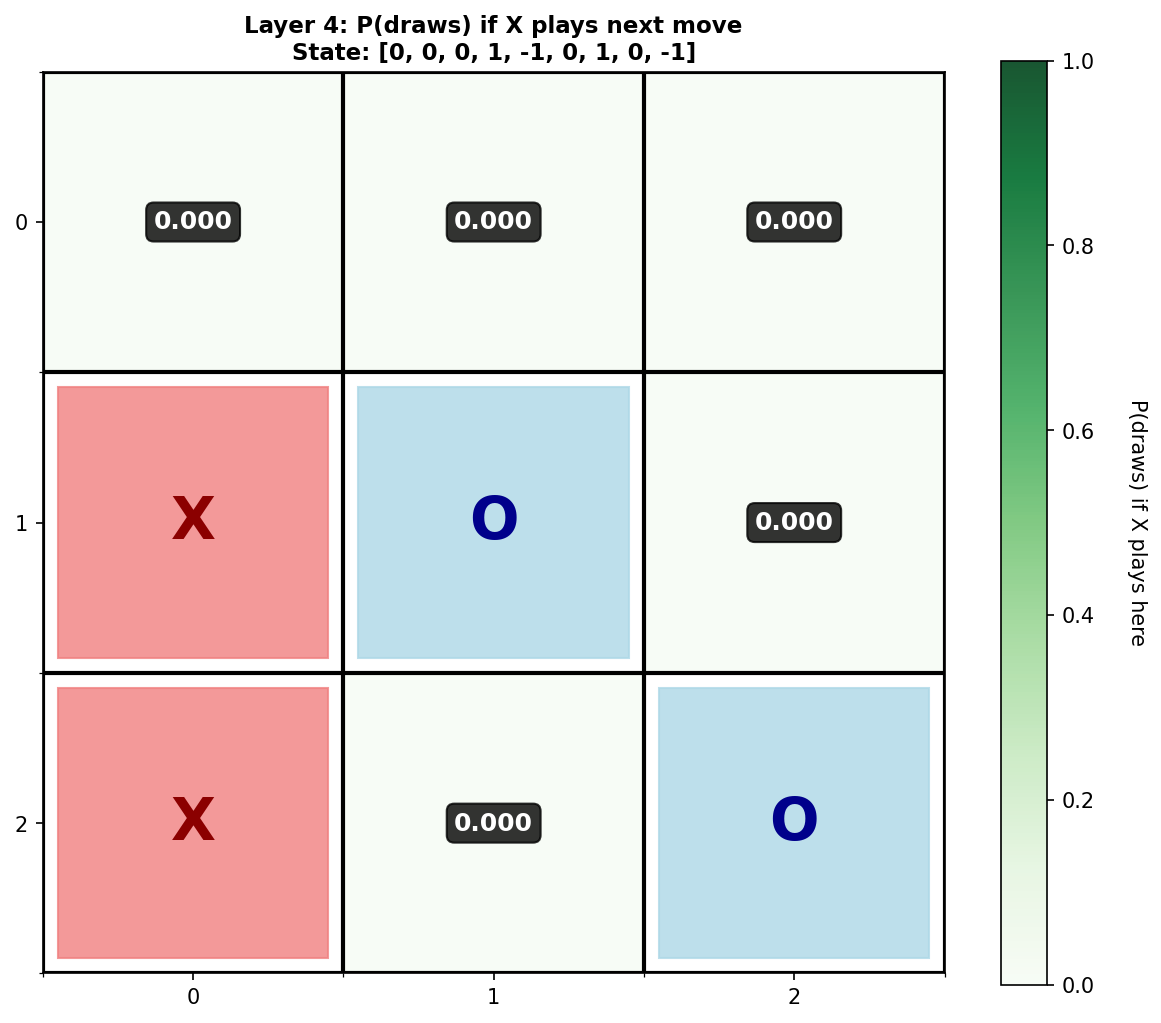 Layer 4: P(draws) if X plays next move
State: [0, 0, 0, 1, -1, 0, 1, 0, -1]
1.0
0.8
0.6
0.4
0.2
0.0
P(draws) if X plays here
0
0.000
0.000
0.000
1
X
O
0.000
2
X
0.000
O
0
1
2